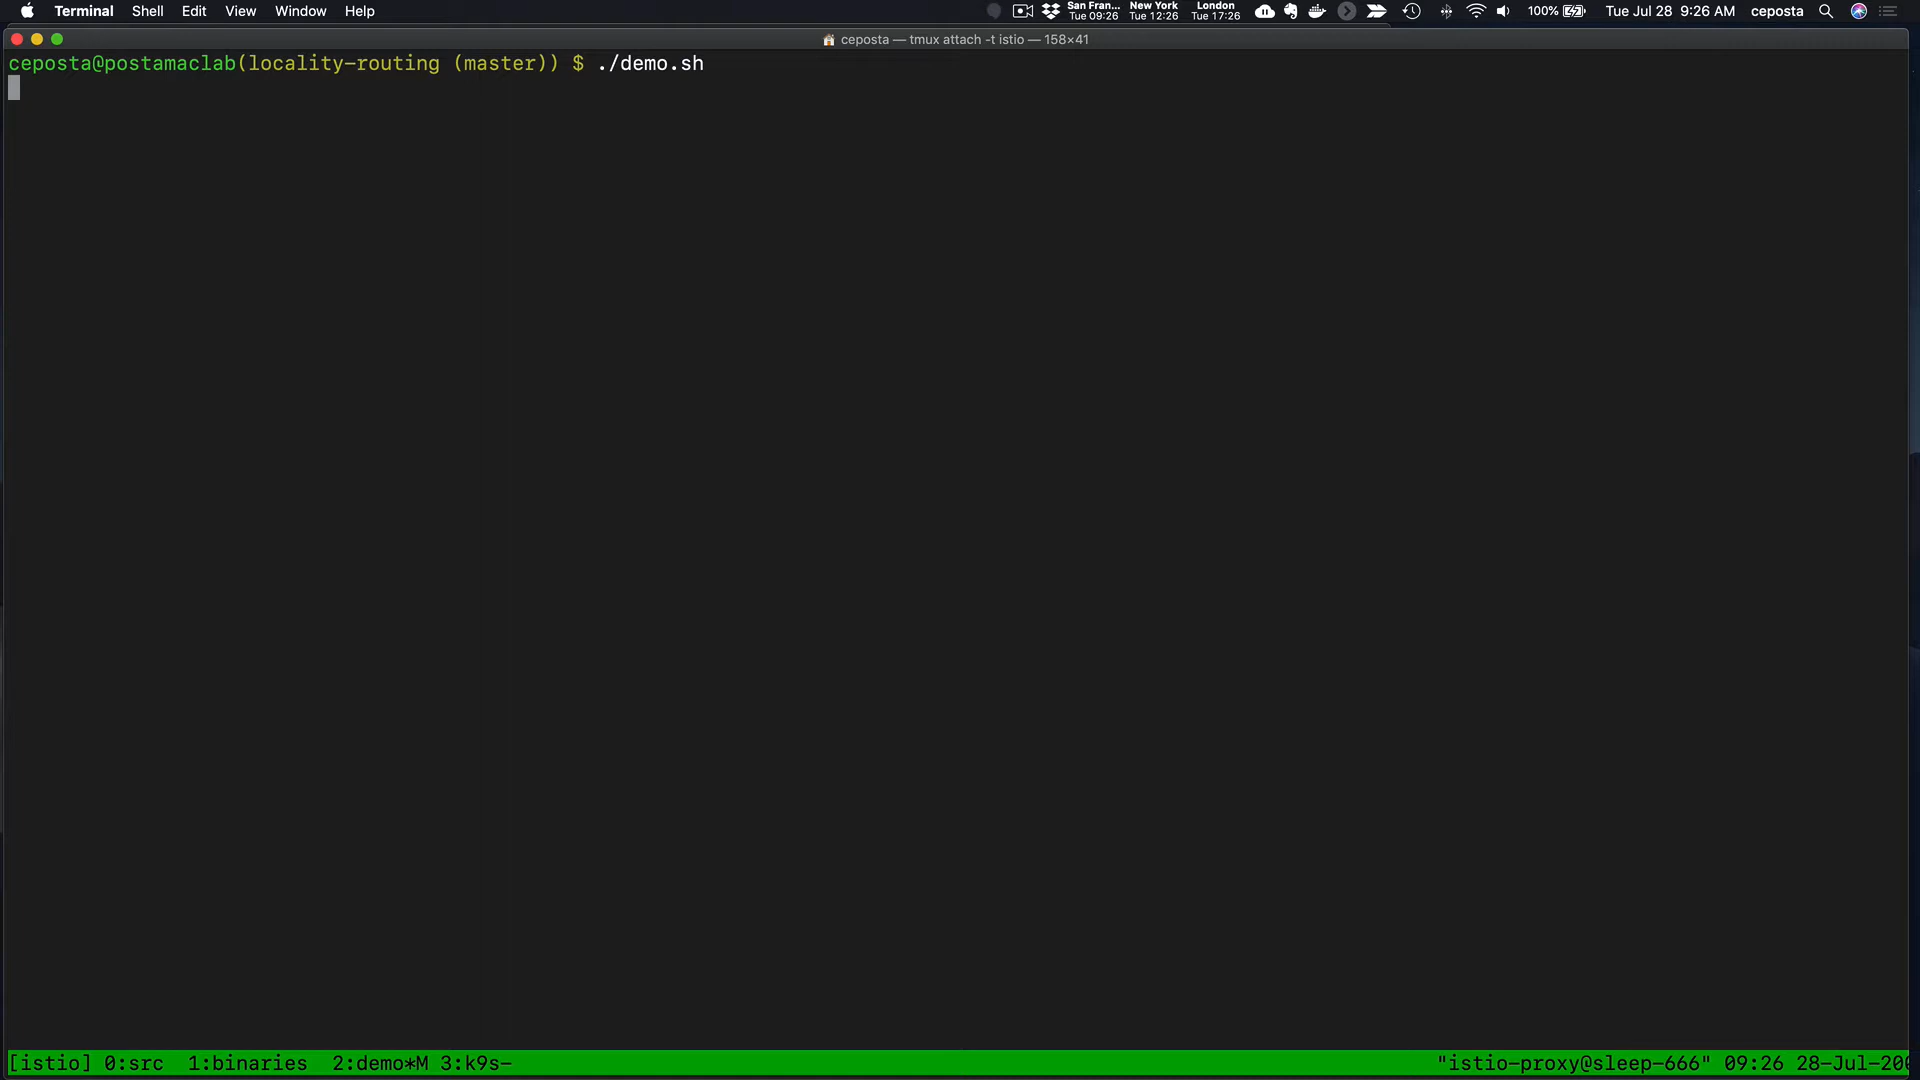 Terminal Shell Edit View Window Help San Fran... New York London 100% Tue Jul 28 9:26 AM ceposta
Tue 09:26 Tue 12:26 Tue 17:26
ceposta — tmux attach -t istio — 158×41
ceposta@postamaclab(locality-routing (master)) $ ./demo.sh
[istio] 0:src 1:binaries 2:demo*M 3:k9s- "istio-proxy@sleep-666" 09:26 28-Jul-200